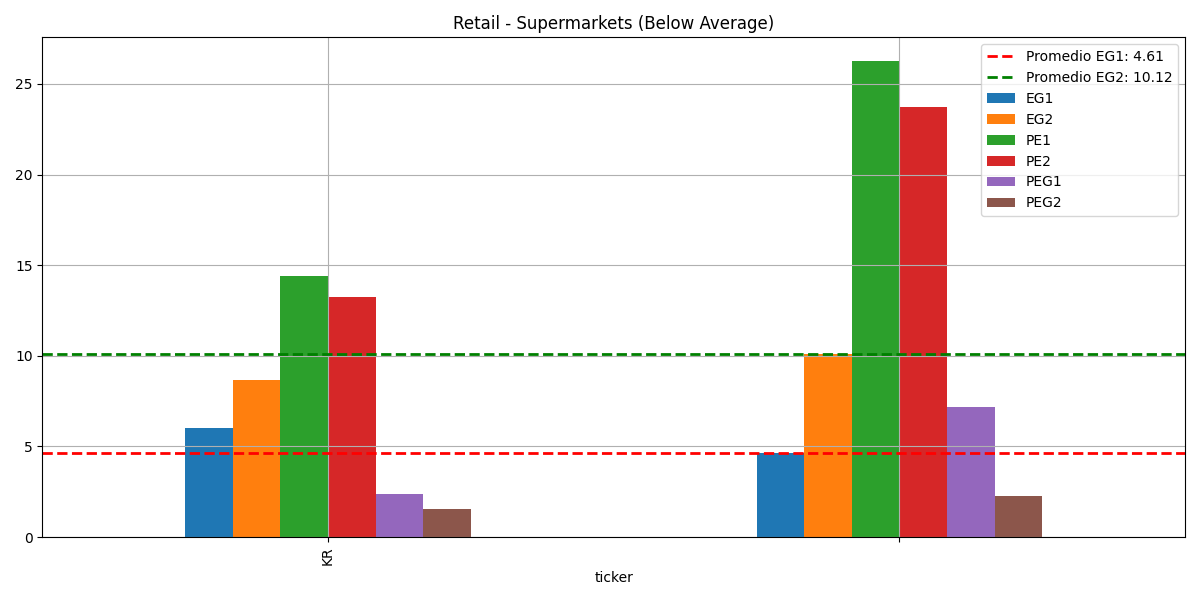 Retail - Supermarkets (Below Average)
Promedio EG1: 4.61
Promedio EG2: 10.12
EG1
EG2
PE1
PE2
PEG1
PEG2
25
20
15
10
5
0
KR
ticker